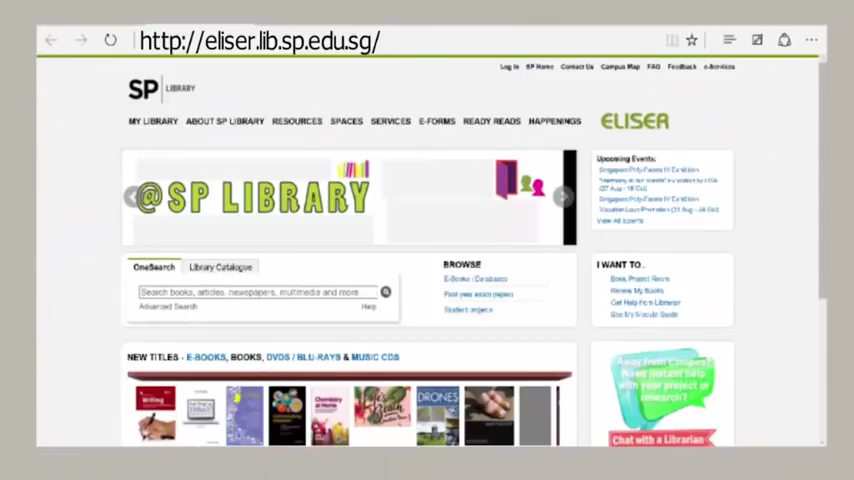 http://eliser.lib.sp.edu.sg/
Log In SP Home Contact Us Campus Map FAQ Feedback e-Services
SP LIBRARY
MY LIBRARY ABOUT SP LIBRARY RESOURCES SPACES SERVICES E-FORMS READY READS HAPPENINGS ELISER
@SP LIBRARY
Upcoming Events:
(27 Aug - 18 Oct)
View All Events
OneSearch Library Catalogue
Search books, articles, newspapers, multimedia and more
Advanced Search Help
BROWSE
E-Books / Databases
Past year exam papers
Student projects
I WANT TO..
Book Project Room
Renew My Books
Get Help from Librarian
See My Module Guide
NEW TITLES - E-BOOKS, BOOKS, DVDS / BLU-RAYS & MUSIC CDS
Writing
Chemistry at Home
DRONES
Away from campus?
Need instant help
with your project or
research?
Chat with a Librarian